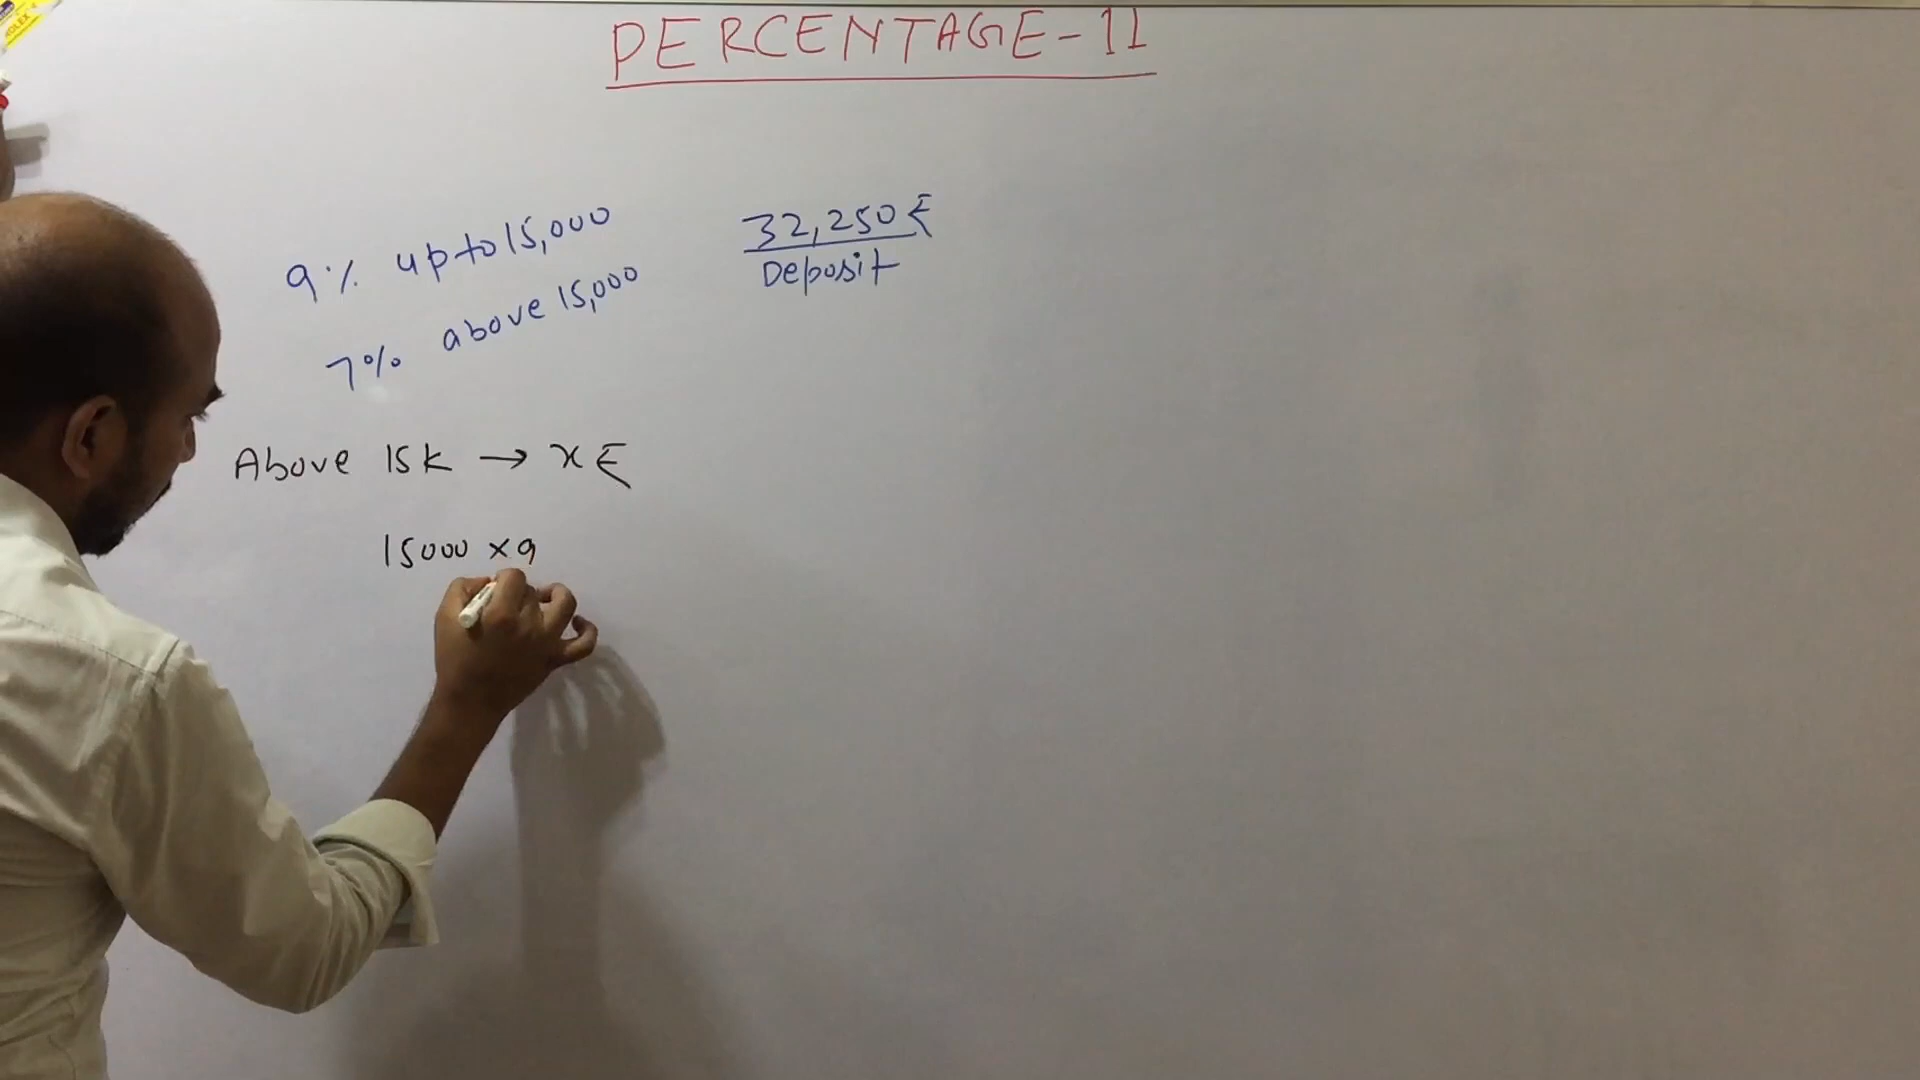 PERCENTAGE-11
9% upto 15,000
7% above 15,000
32,250 ₹
Deposit
Above 15k → x ₹
15000 × 9